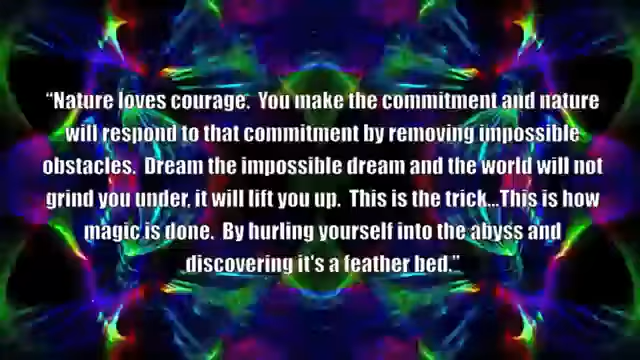 “Nature loves courage.  You make the commitment and nature
will respond to that commitment by removing impossible
obstacles.  Dream the impossible dream and the world will not
grind you under, it will lift you up.  This is the trick...This is how
magic is done.  By hurling yourself into the abyss and
discovering it's a feather bed.”